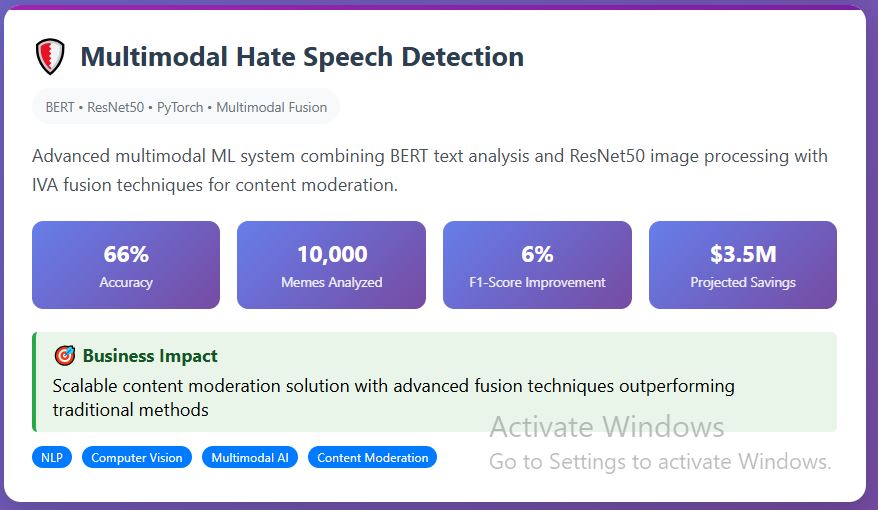 Multimodal Hate Speech Detection
BERT • ResNet50 • PyTorch • Multimodal Fusion
Advanced multimodal ML system combining BERT text analysis and ResNet50 image processing with
IVA fusion techniques for content moderation.
66%
Accuracy
10,000
Memes Analyzed
6%
F1-Score Improvement
$3.5M
Projected Savings
Business Impact
Scalable content moderation solution with advanced fusion techniques outperforming
traditional methods
NLP
Computer Vision
Multimodal AI
Content Moderation
Activate Windows
Go to Settings to activate Windows.